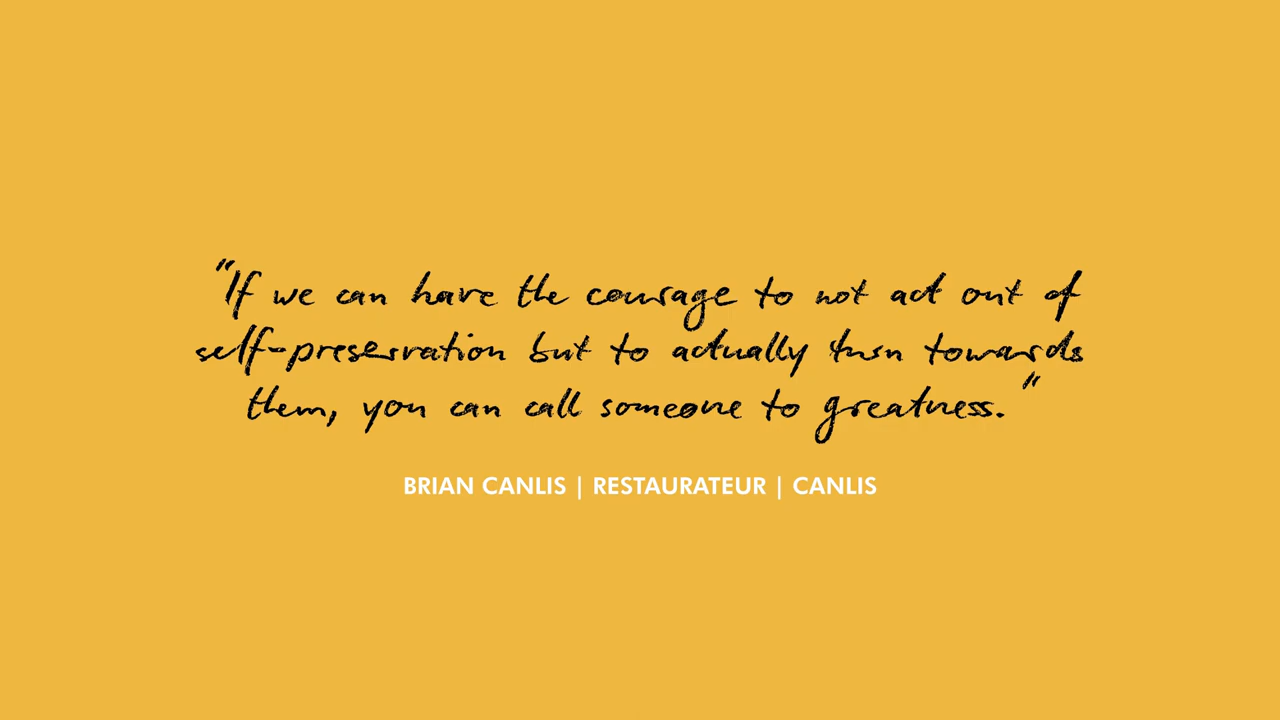 "If we can have the courage to not act out of
self-preservation but to actually turn towards
them, you can call someone to greatness."
BRIAN CANLIS | RESTAURATEUR | CANLIS